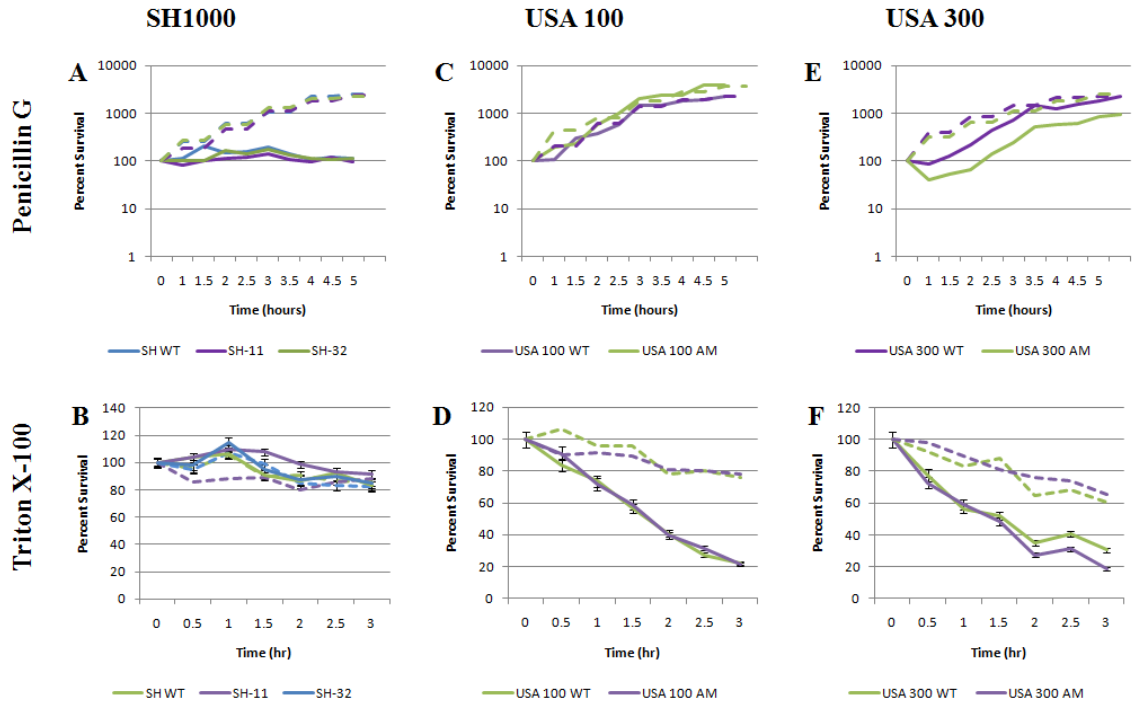 SH1000 USA 100 USA 300
Penicillin G
A
Percent Survival
10000
1000
100
10
1
0 1 1.5 2 2.5 3 3.5 4 4.5 5
Time (hours)
SH WT SH-11 SH-32
C
Percent Survival
10000
1000
100
10
1
0 1 1.5 2 2.5 3 3.5 4 4.5 5
Time (hours)
USA 100 WT USA 100 AM
E
Percent Survival
10000
1000
100
10
1
0 1 1.5 2 2.5 3 3.5 4 4.5 5
Time (hours)
USA 300 WT USA 300 AM
Triton X-100
B
Percent Survival
140
120
100
80
60
40
20
0
0 0.5 1 1.5 2 2.5 3
Time (hr)
SH WT SH-11 SH-32
D
Percent Survival
120
100
80
60
40
20
0
0 0.5 1 1.5 2 2.5 3
Time (hr)
USA 100 WT USA 100 AM
F
Percent Survival
120
100
80
60
40
20
0
0 0.5 1 1.5 2 2.5 3
Time (hr)
USA 300 WT USA 300 AM